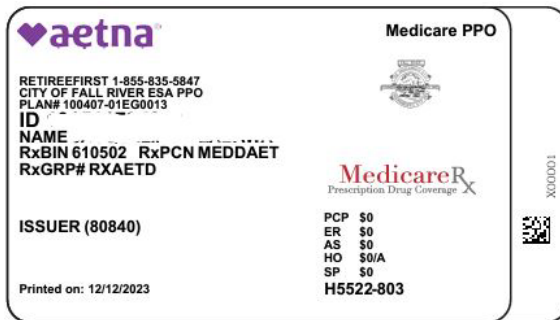 aetna
Medicare PPO
RETIREEFIRST 1-855-835-5847
CITY OF FALL RIVER ESA PPO
PLAN# 100407-01EG0013
ID
NAME
RxBIN 610502 RxPCN MEDDAET
RxGRP# RXAETD
MedicareRx
Prescription Drug Coverage
X00001
ISSUER (80840)
PCP $0
ER $0
AS $0
HO $0/A
SP $0
Printed on: 12/12/2023
H5522-803